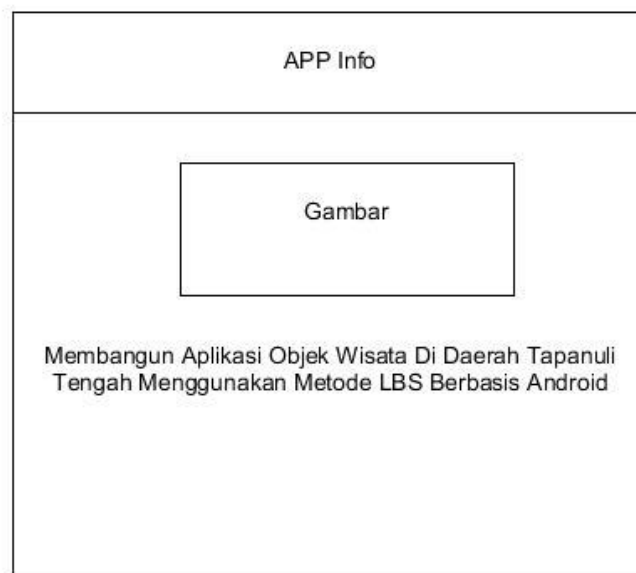 APP Info
Gambar
Membangun Aplikasi Objek Wisata Di Daerah Tapanuli
Tengah Menggunakan Metode LBS Berbasis Android